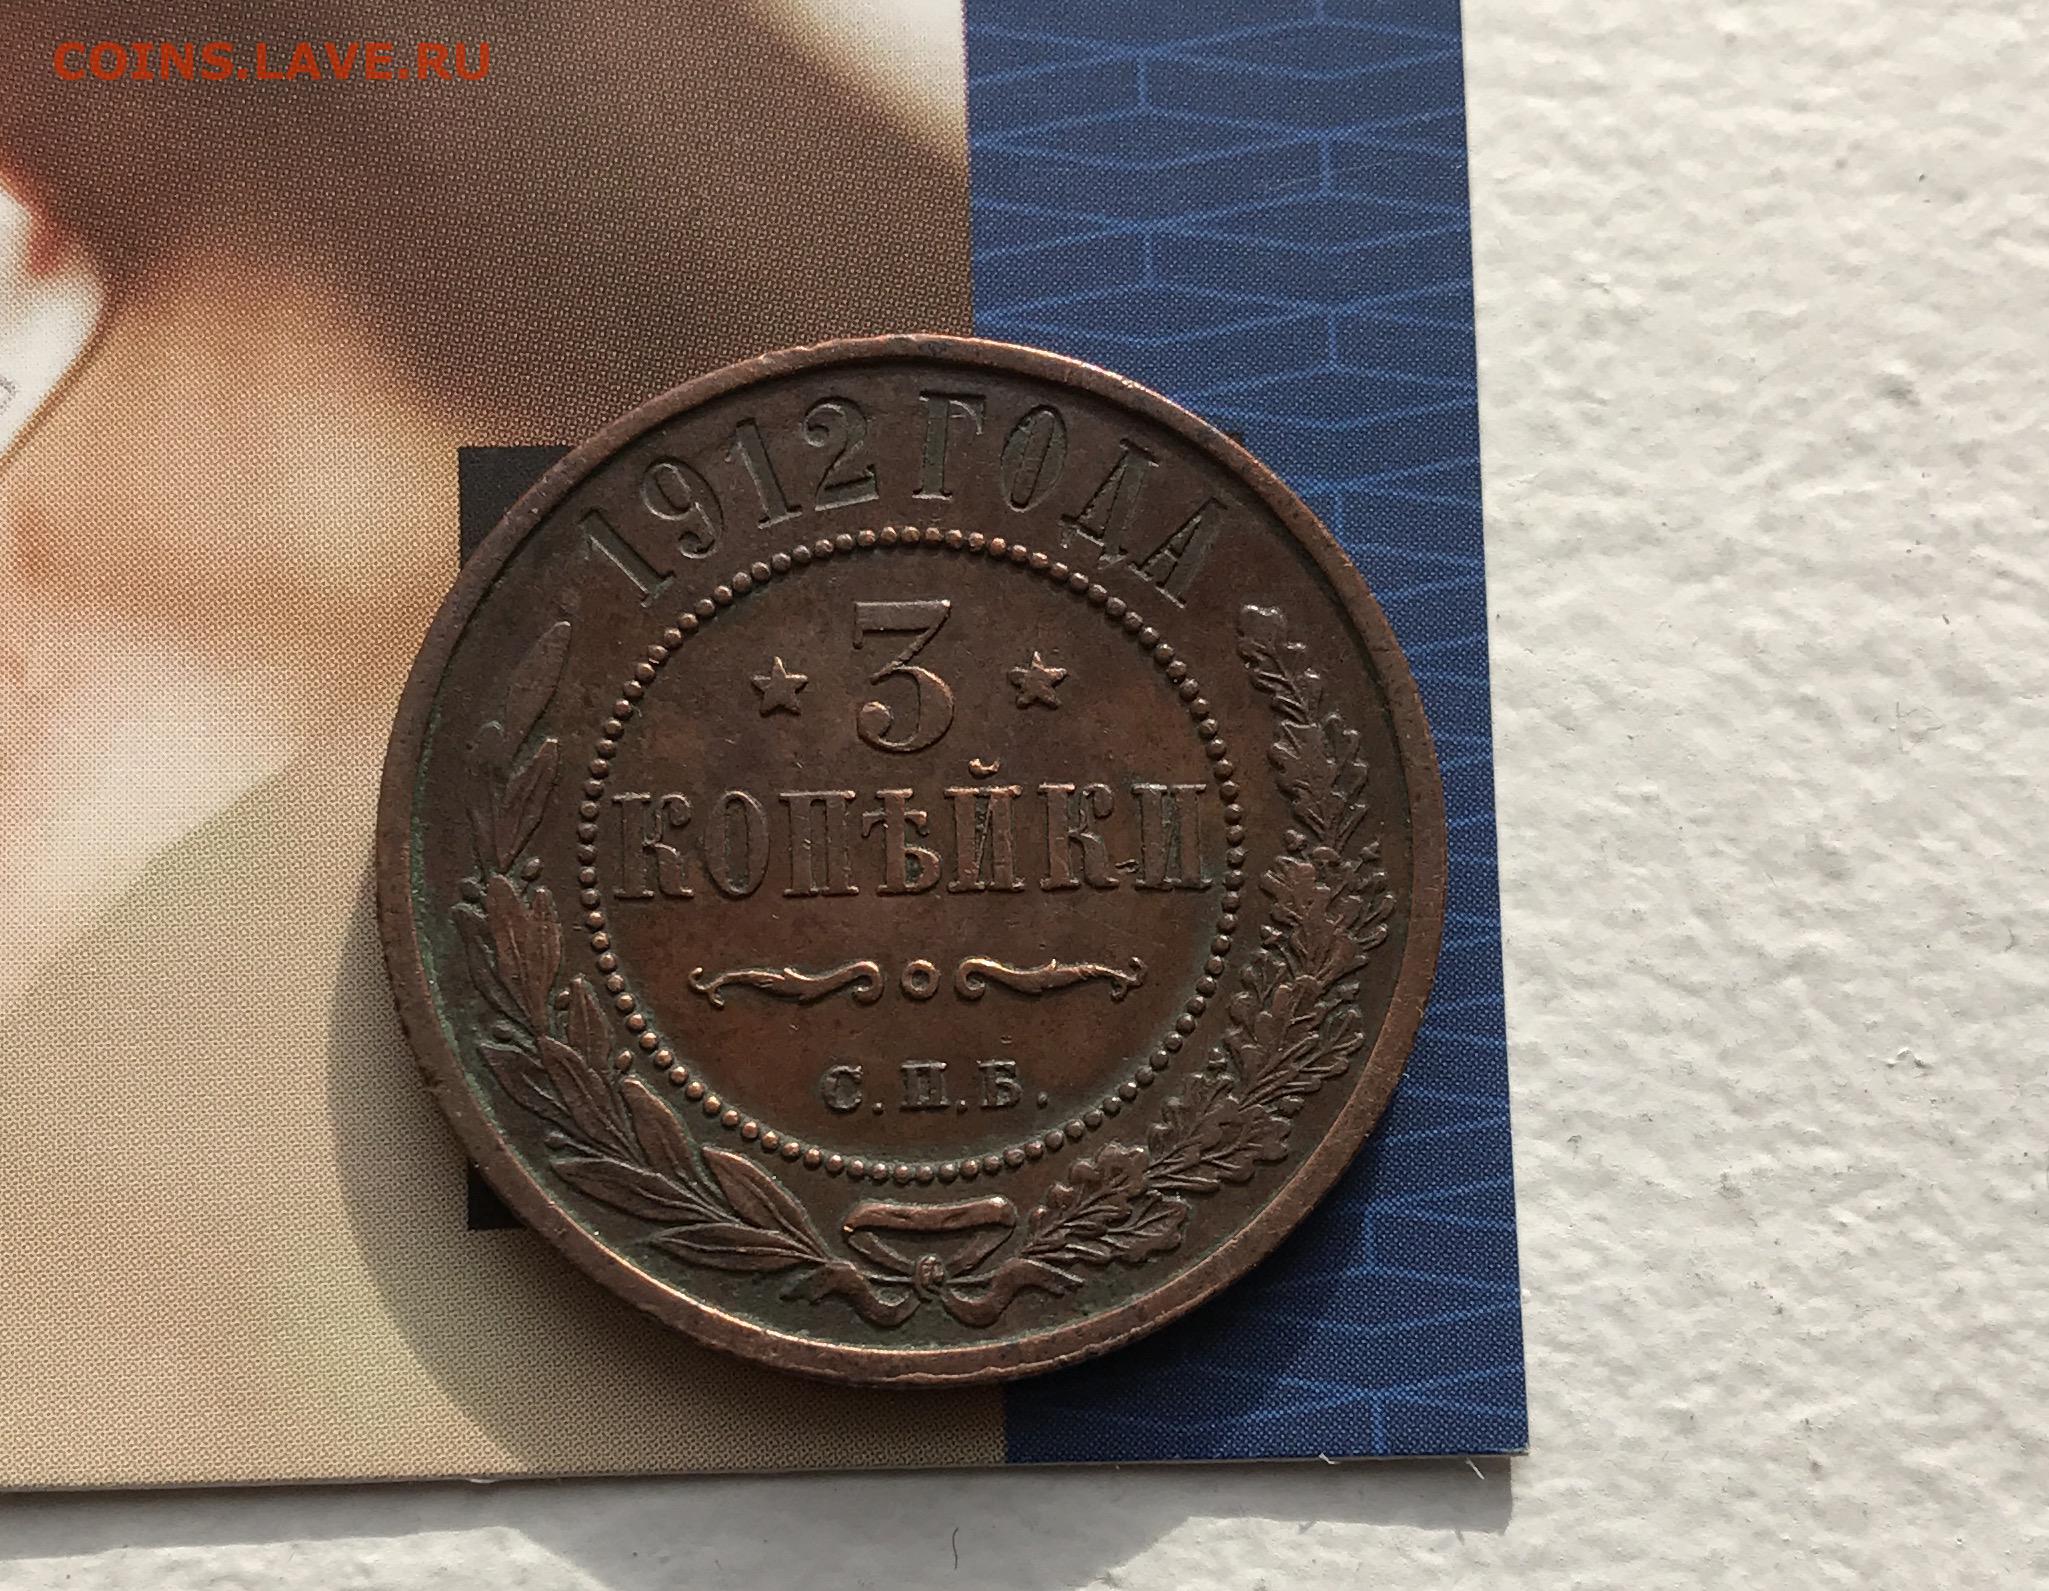 COINS.LAVE.RU
1912 ГОДА
3
КОПѢЙКИ
С.П.Б.